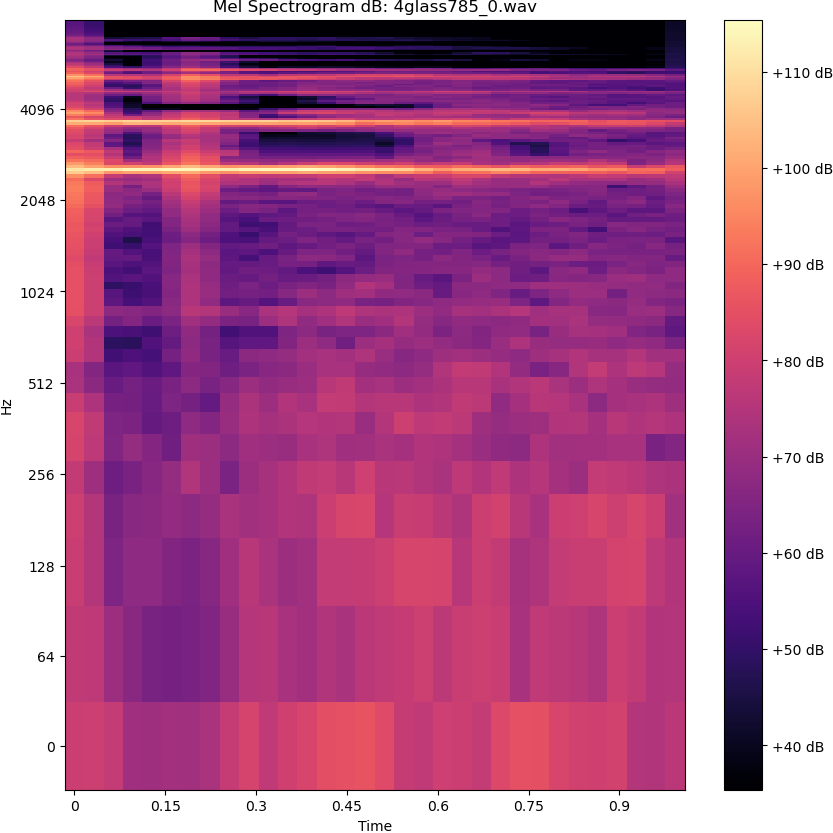 Mel Spectrogram dB: 4glass785_0.wav
4096
2048
1024
512
256
128
64
0
Hz
0
0.15
0.3
0.45
0.6
0.75
0.9
Time
+110 dB
+100 dB
+90 dB
+80 dB
+70 dB
+60 dB
+50 dB
+40 dB